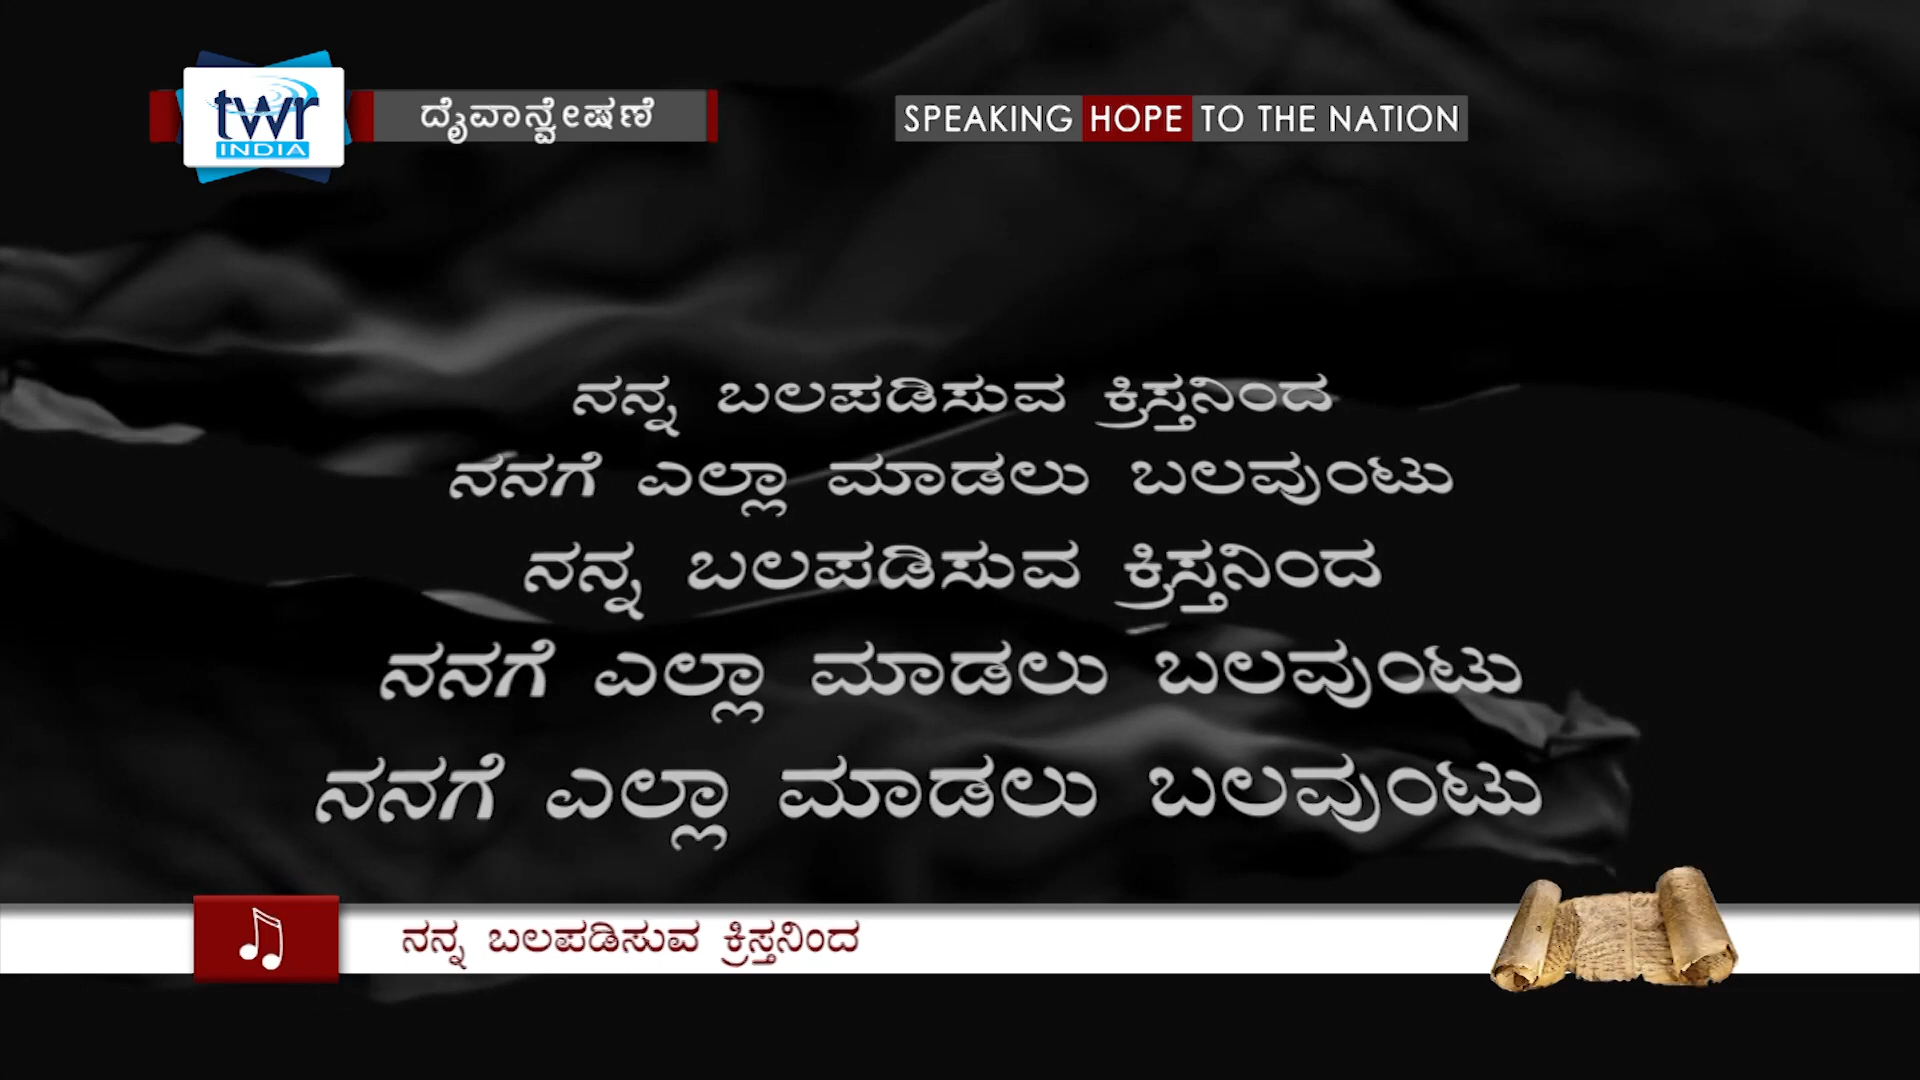 twr
INDIA
ದೈವಾನ್ವೇಷಣೆ
SPEAKING HOPE TO THE NATION
ನನ್ನ ಬಲಪಡಿಸುವ ಕ್ರಿಸ್ತನಿಂದ
ನನಗೆ ಎಲ್ಲಾ ಮಾಡಲು ಬಲವುಂಟು
ನನ್ನ ಬಲಪಡಿಸುವ ಕ್ರಿಸ್ತನಿಂದ
ನನಗೆ ಎಲ್ಲಾ ಮಾಡಲು ಬಲವುಂಟು
ನನಗೆ ಎಲ್ಲಾ ಮಾಡಲು ಬಲವುಂಟು
ನನ್ನ ಬಲಪಡಿಸುವ ಕ್ರಿಸ್ತನಿಂದ